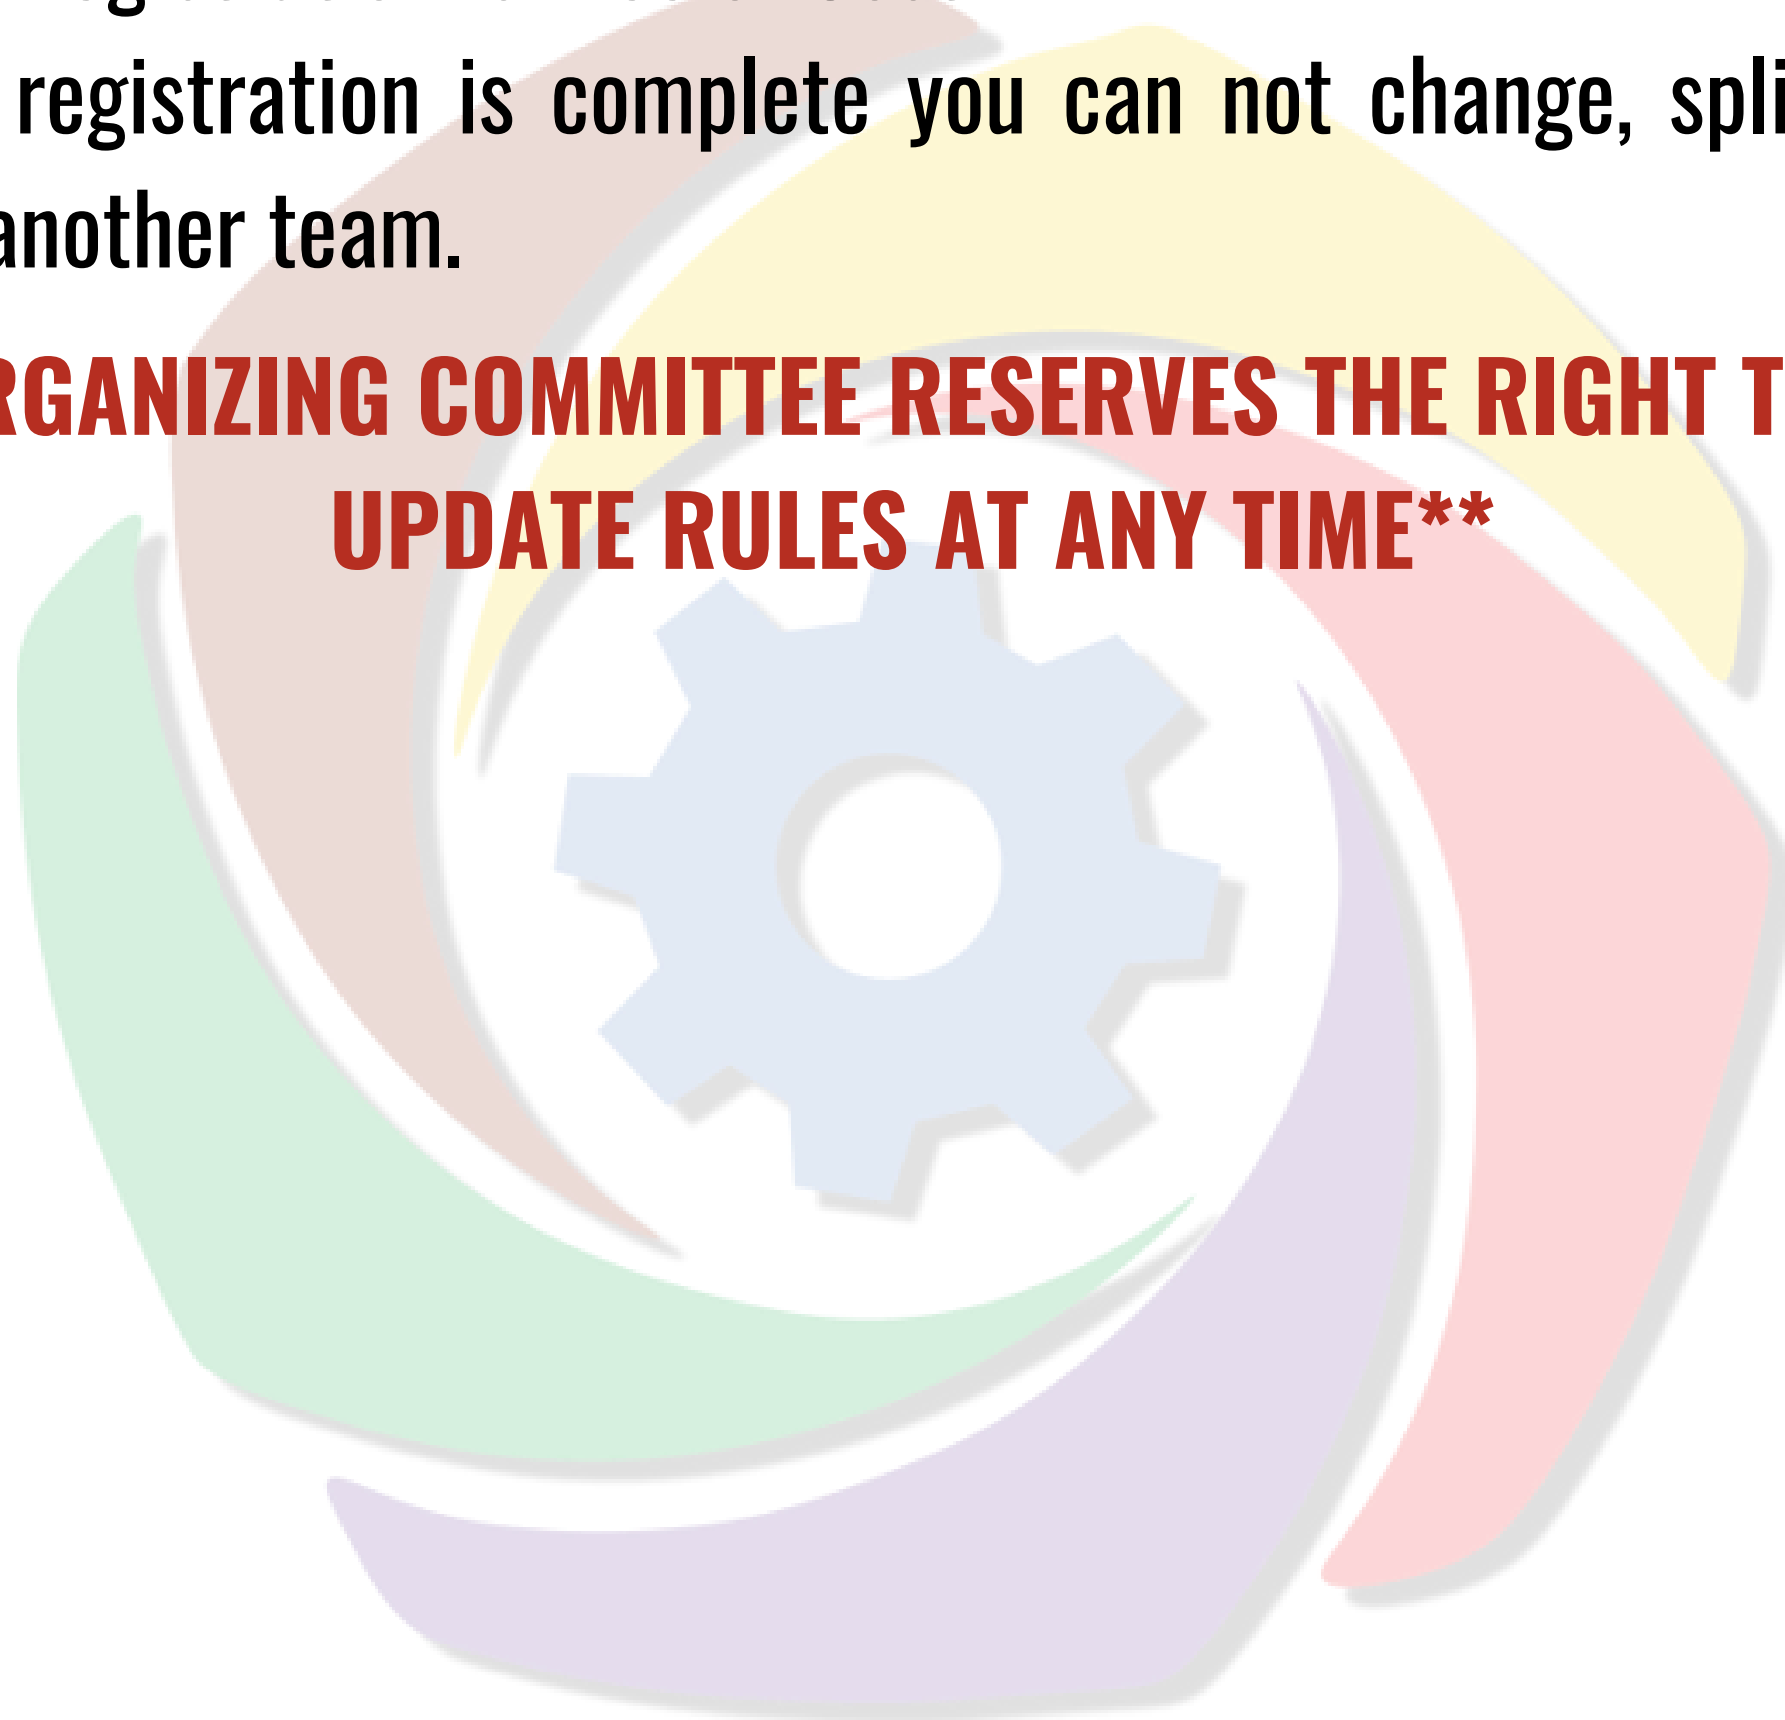 registration is complete you can not change, spli
another team.
RGANIZING COMMITTEE RESERVES THE RIGHT T
UPDATE RULES AT ANY TIME**